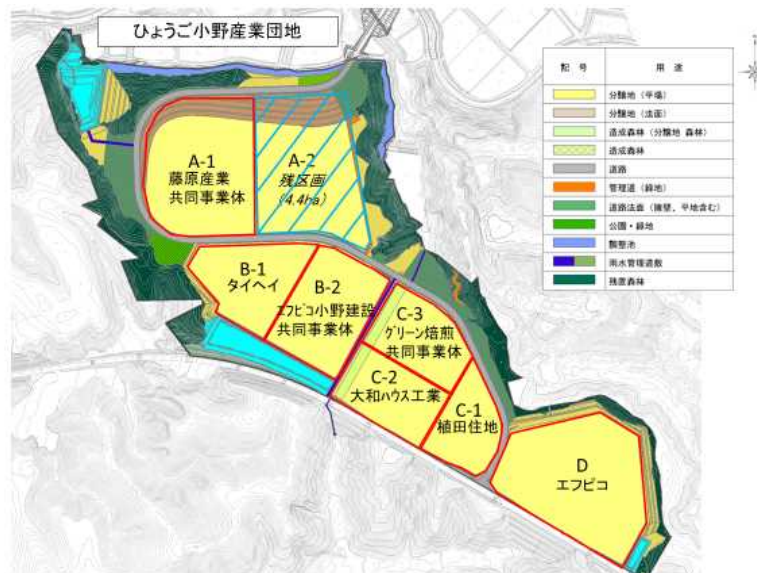 ひょうご小野産業団地
記 号
用 途
分譲地（平場）
分譲地（法面）
造成森林（分譲地 森林）
造成森林
道路
管理道（緑地）
道路法面（擁壁、平地含む）
公園・緑地
調整池
雨水管理道敷
残置森林
A-1
藤原産業
共同事業体
A-2
残区画
(4.4ha)
B-1
タイヘイ
B-2
エフピコ小野建設
共同事業体
C-3
グリーン焙煎
共同事業体
C-2
大和ハウス工業
C-1
植田住地
D
エフピコ